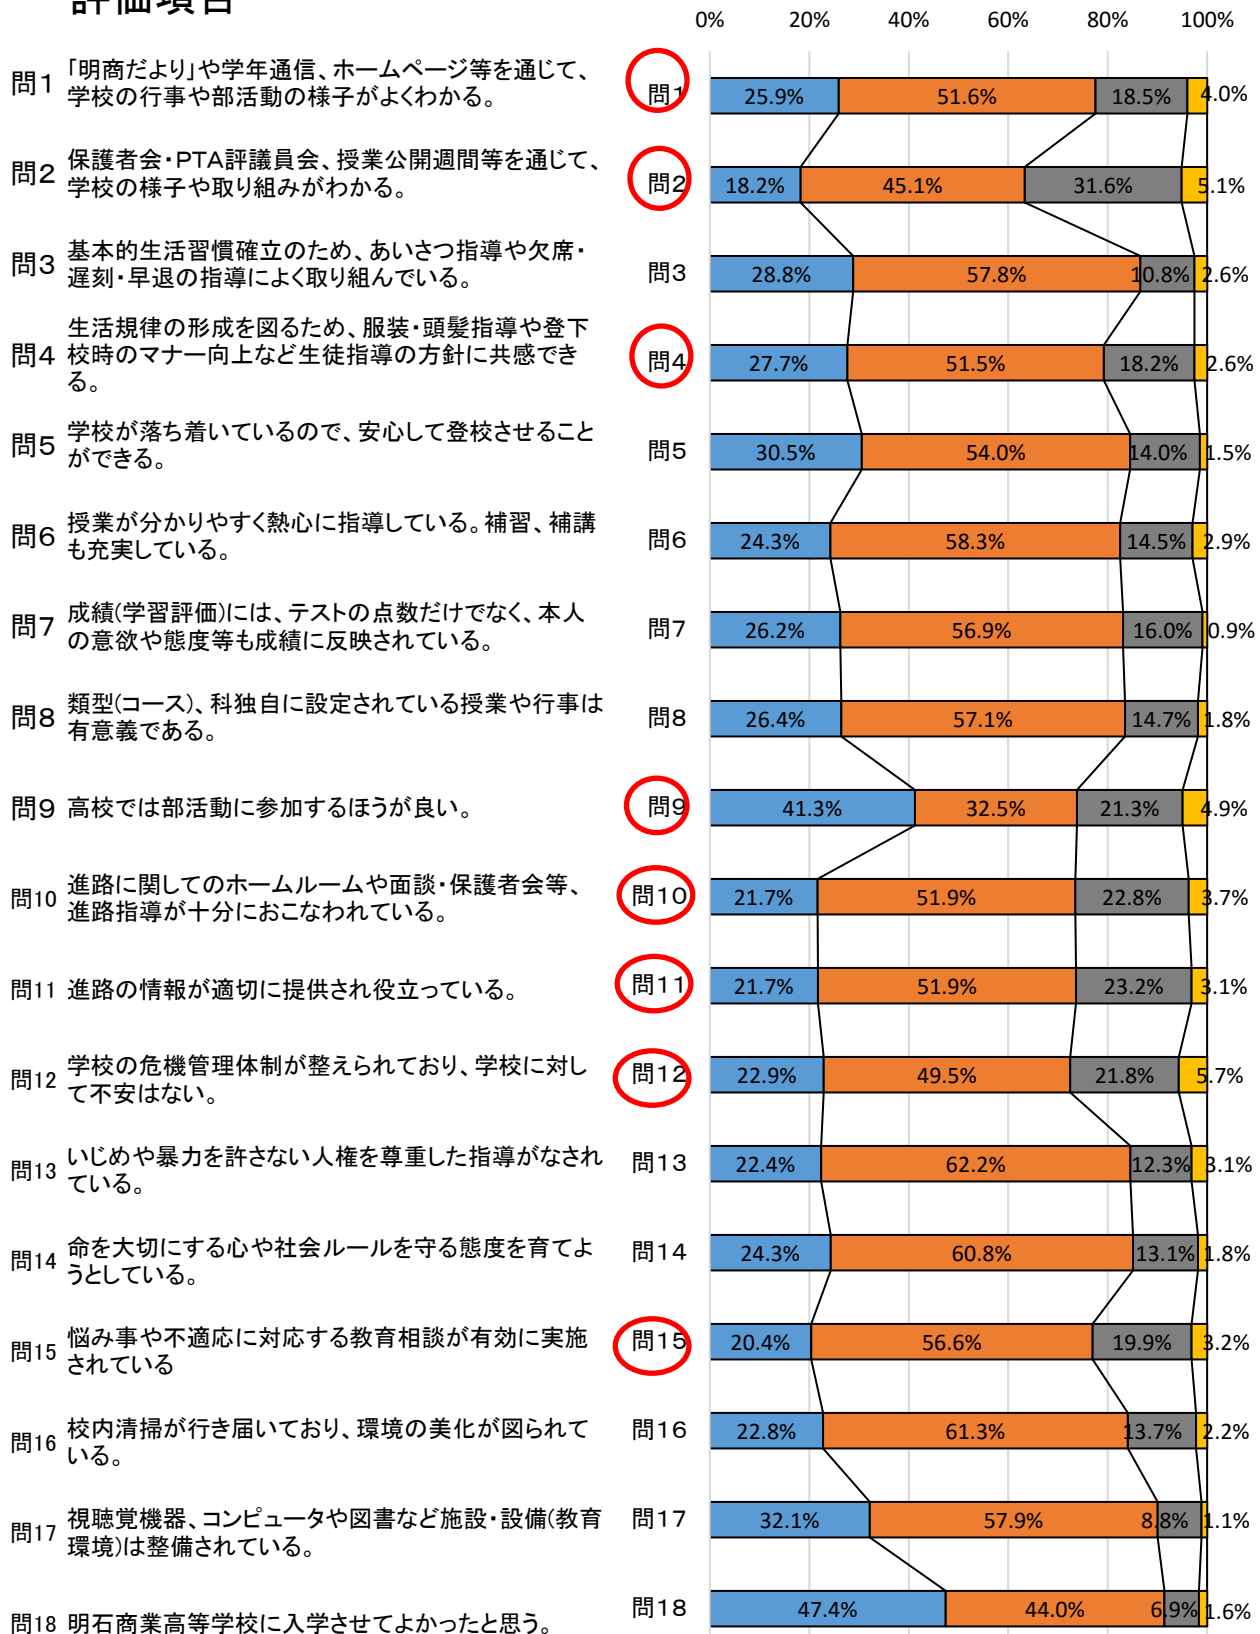 評価項目
0% 20% 40% 60% 80% 100%
問1 「明商だより」や学年通信、ホームページ等を通じて、
学校の行事や部活動の様子がよくわかる。
問1 25.9% 51.6% 18.5% 4.0%
問2 保護者会・PTA評議員会、授業公開週間等を通じて、
学校の様子や取り組みがわかる。
問2 18.2% 45.1% 31.6% 5.1%
問3 基本的生活習慣確立のため、あいさつ指導や欠席・
遅刻・早退の指導によく取り組んでいる。
問3 28.8% 57.8% 10.8% 2.6%
問4 生活規律の形成を図るため、服装・頭髪指導や登下
校時のマナー向上など生徒指導の方針に共感でき
る。
問4 27.7% 51.5% 18.2% 2.6%
問5 学校が落ち着いているので、安心して登校させること
ができる。
問5 30.5% 54.0% 14.0% 1.5%
問6 授業が分かりやすく熱心に指導している。補習、補講
も充実している。
問6 24.3% 58.3% 14.5% 2.9%
問7 成績(学習評価)には、テストの点数だけでなく、本人
の意欲や態度等も成績に反映されている。
問7 26.2% 56.9% 16.0% 0.9%
問8 類型(コース)、科独自に設定されている授業や行事は
有意義である。
問8 26.4% 57.1% 14.7% 1.8%
問9 高校では部活動に参加するほうが良い。
問9 41.3% 32.5% 21.3% 4.9%
問10 進路に関してのホームルームや面談・保護者会等、
進路指導が十分におこなわれている。
問10 21.7% 51.9% 22.8% 3.7%
問11 進路の情報が適切に提供され役立っている。
問11 21.7% 51.9% 23.2% 3.1%
問12 学校の危機管理体制が整えられており、学校に対し
て不安はない。
問12 22.9% 49.5% 21.8% 5.7%
問13 いじめや暴力を許さない人権を尊重した指導がなされ
ている。
問13 22.4% 62.2% 12.3% 3.1%
問14 命を大切にする心や社会ルールを守る態度を育てよ
うとしている。
問14 24.3% 60.8% 13.1% 1.8%
問15 悩み事や不適応に対応する教育相談が有効に実施
されている
問15 20.4% 56.6% 19.9% 3.2%
問16 校内清掃が行き届いており、環境の美化が図られて
いる。
問16 22.8% 61.3% 13.7% 2.2%
問17 視聴覚機器、コンピュータや図書など施設・設備(教育
環境)は整備されている。
問17 32.1% 57.9% 8.8% 1.1%
問18 明石商業高等学校に入学させてよかったと思う。
問18 47.4% 44.0% 6.9% 1.6%